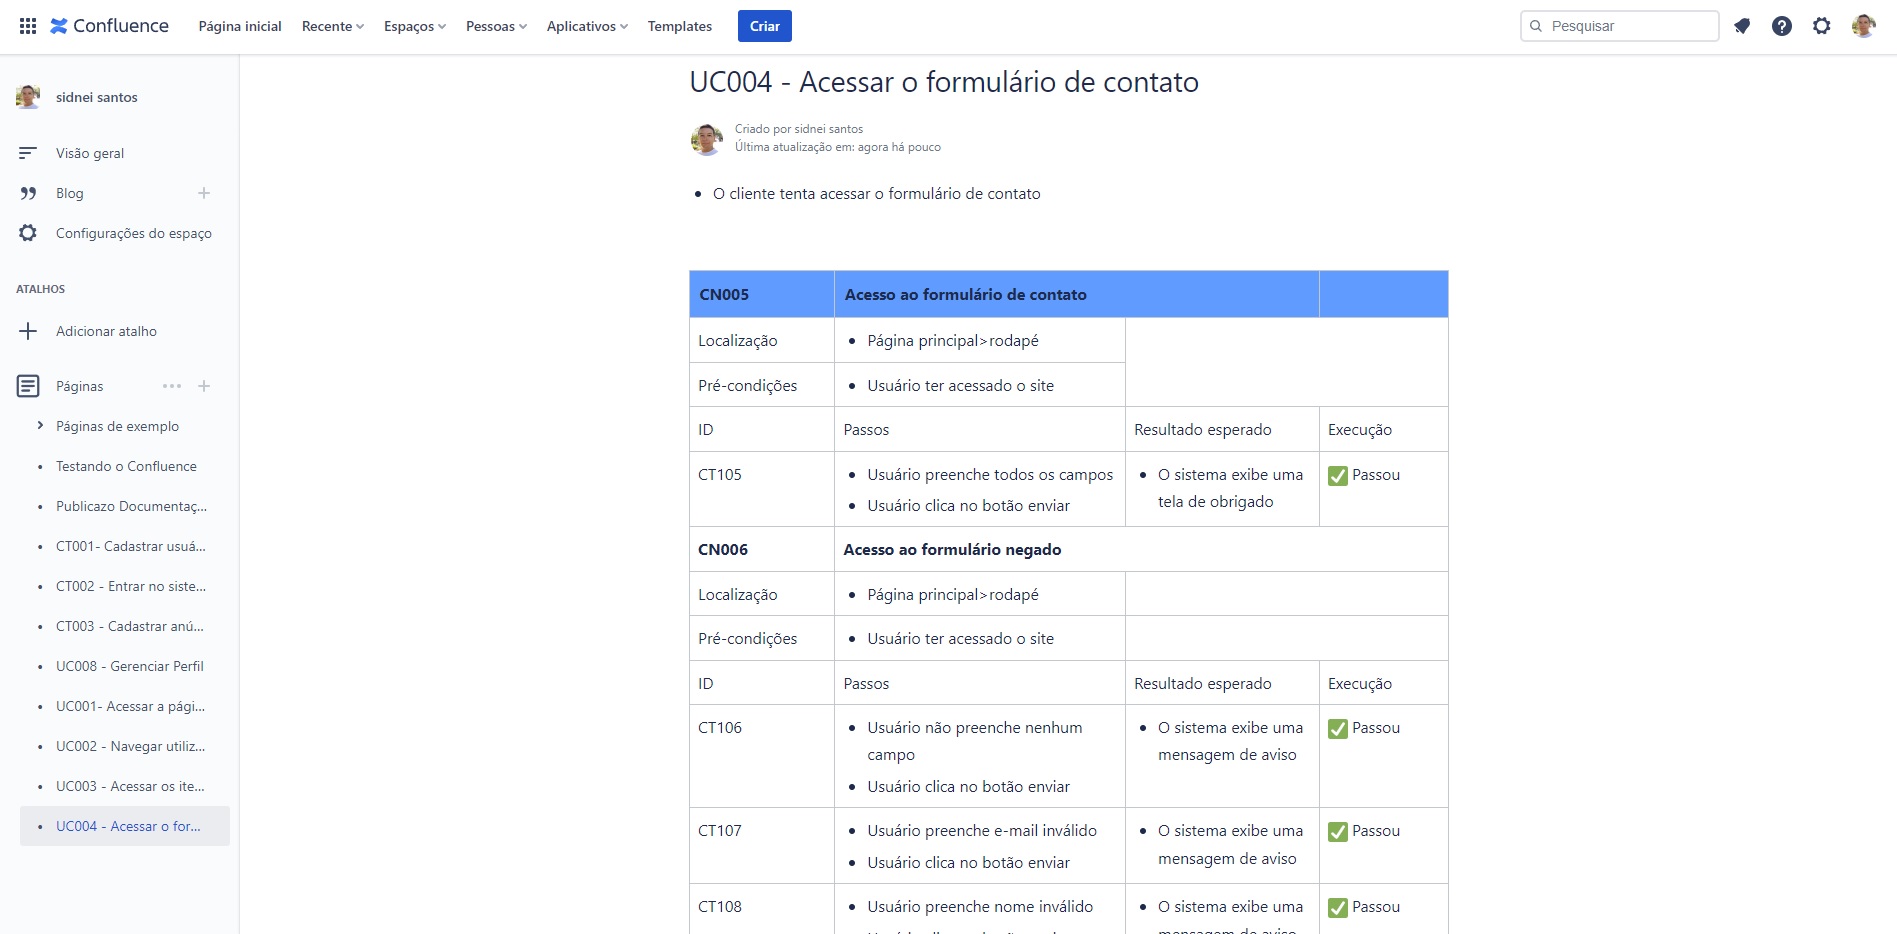 Confluence
Página inicial
Recente
Espaços
Pessoas
Aplicativos
Templates
Criar
Pesquisar
sidnei santos
Visão geral
Blog
Configurações do espaço
ATALHOS
Adicionar atalho
Páginas
Páginas de exemplo
Testando o Confluence
Publicazo Documentaç...
CT001- Cadastrar usuá...
CT002 - Entrar no siste...
CT003 - Cadastrar anú...
UC008 - Gerenciar Perfil
UC001- Acessar a pági...
UC002 - Navegar utiliz...
UC003 - Acessar os ite...
UC004 - Acessar o for...
UC004 - Acessar o formulário de contato
Criado por sidnei santos
Última atualização em: agora há pouco
• O cliente tenta acessar o formulário de contato
CN005 Acesso ao formulário de contato
Localização • Página principal>rodapé
Pré-condições • Usuário ter acessado o site
ID Passos Resultado esperado Execução
CT105 • Usuário preenche todos os campos • O sistema exibe uma ✅ Passou
tela de obrigado
• Usuário clica no botão enviar
CN006 Acesso ao formulário negado
Localização • Página principal>rodapé
Pré-condições • Usuário ter acessado o site
ID Passos Resultado esperado Execução
CT106 • Usuário não preenche nenhum • O sistema exibe uma ✅ Passou
campo mensagem de aviso
• Usuário clica no botão enviar
CT107 • Usuário preenche e-mail inválido • O sistema exibe uma ✅ Passou
• Usuário clica no botão enviar mensagem de aviso
CT108 • Usuário preenche nome inválido • O sistema exibe uma ✅ Passou